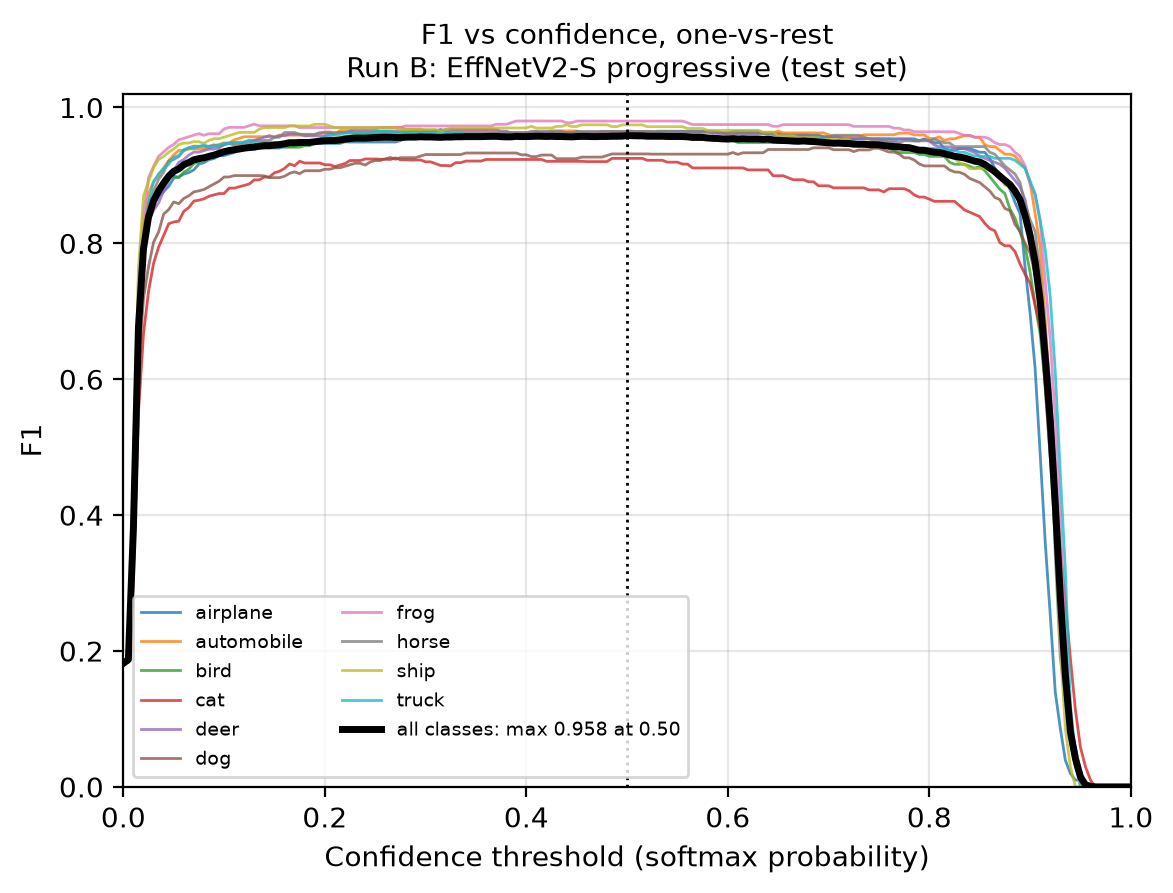 F1 vs confidence, one-vs-rest
Run B: EffNetV2-S progressive (test set)
F1
1.0
0.8
0.6
0.4
0.2
0.0
airplane
automobile
bird
cat
deer
dog
frog
horse
ship
truck
all classes: max 0.958 at 0.50
0.0 0.2 0.4 0.6 0.8 1.0
Confidence threshold (softmax probability)